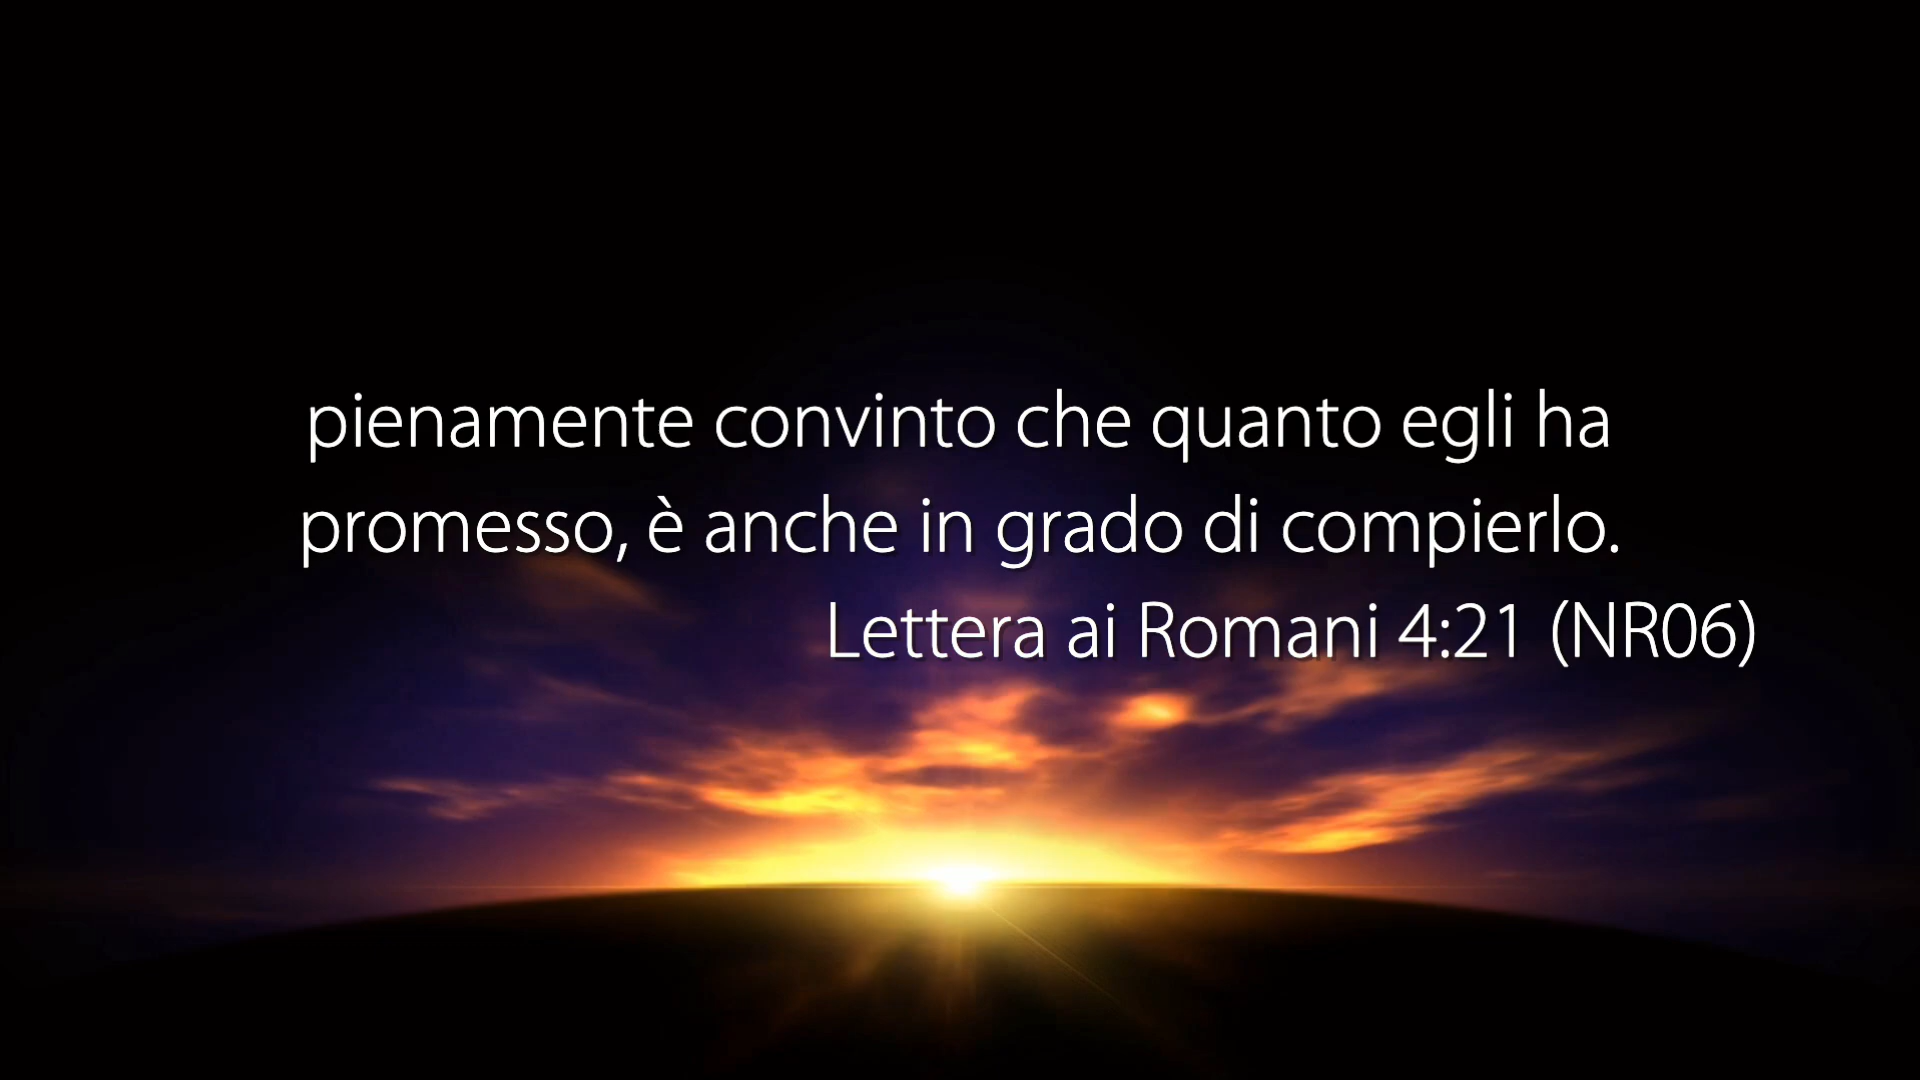 pienamente convinto che quanto egli ha
promesso, è anche in grado di compierlo.
Lettera ai Romani 4:21 (NR06)